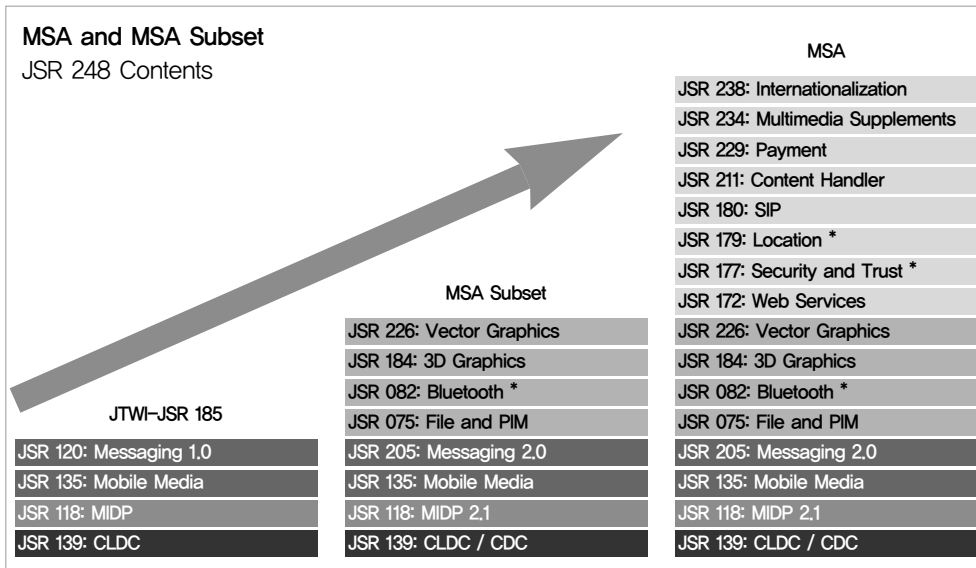 MSA and MSA Subset
JSR 248 Contents
JTWI-JSR 185
JSR 120: Messaging 1.0
JSR 135: Mobile Media
JSR 118: MIDP
JSR 139: CLDC
MSA Subset
JSR 226: Vector Graphics
JSR 184: 3D Graphics
JSR 082: Bluetooth *
JSR 075: File and PIM
JSR 205: Messaging 2.0
JSR 135: Mobile Media
JSR 118: MIDP 2.1
JSR 139: CLDC / CDC
MSA
JSR 238: Internationalization
JSR 234: Multimedia Supplements
JSR 229: Payment
JSR 211: Content Handler
JSR 180: SIP
JSR 179: Location *
JSR 177: Security and Trust *
JSR 172: Web Services
JSR 226: Vector Graphics
JSR 184: 3D Graphics
JSR 082: Bluetooth *
JSR 075: File and PIM
JSR 205: Messaging 2.0
JSR 135: Mobile Media
JSR 118: MIDP 2.1
JSR 139: CLDC / CDC